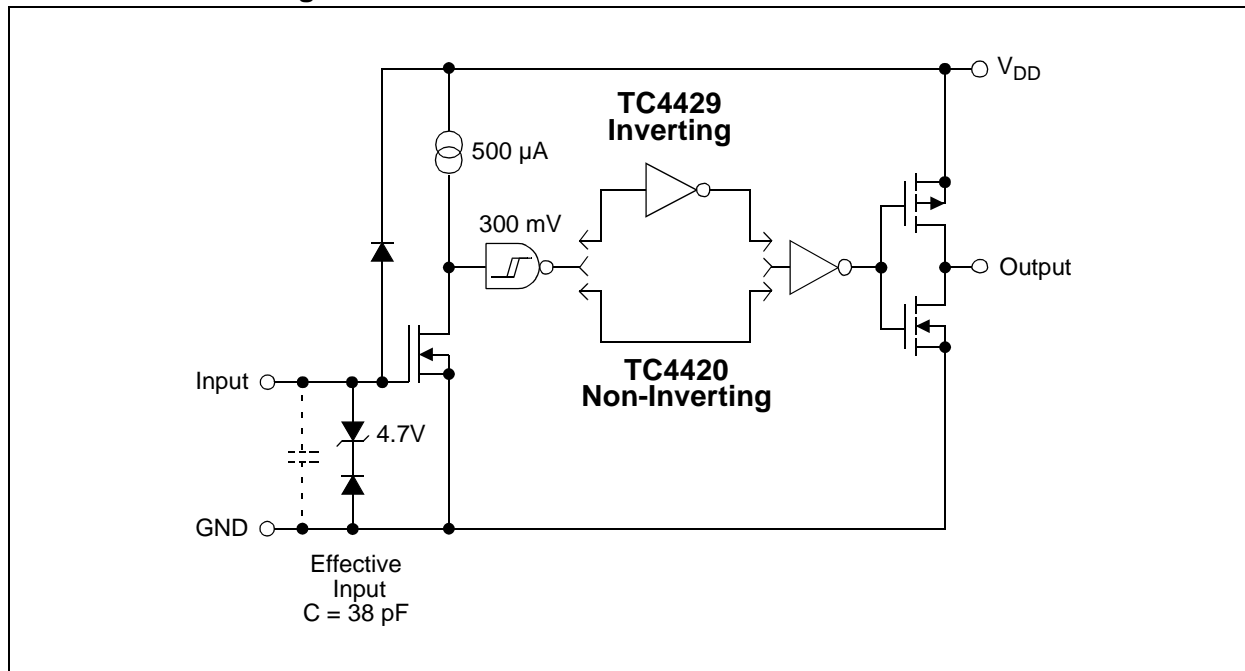 V_DD
TC4429
Inverting
500 µA
300 mV
Output
TC4420
Non-Inverting
Input
4.7V
GND
Effective
Input
C = 38 pF